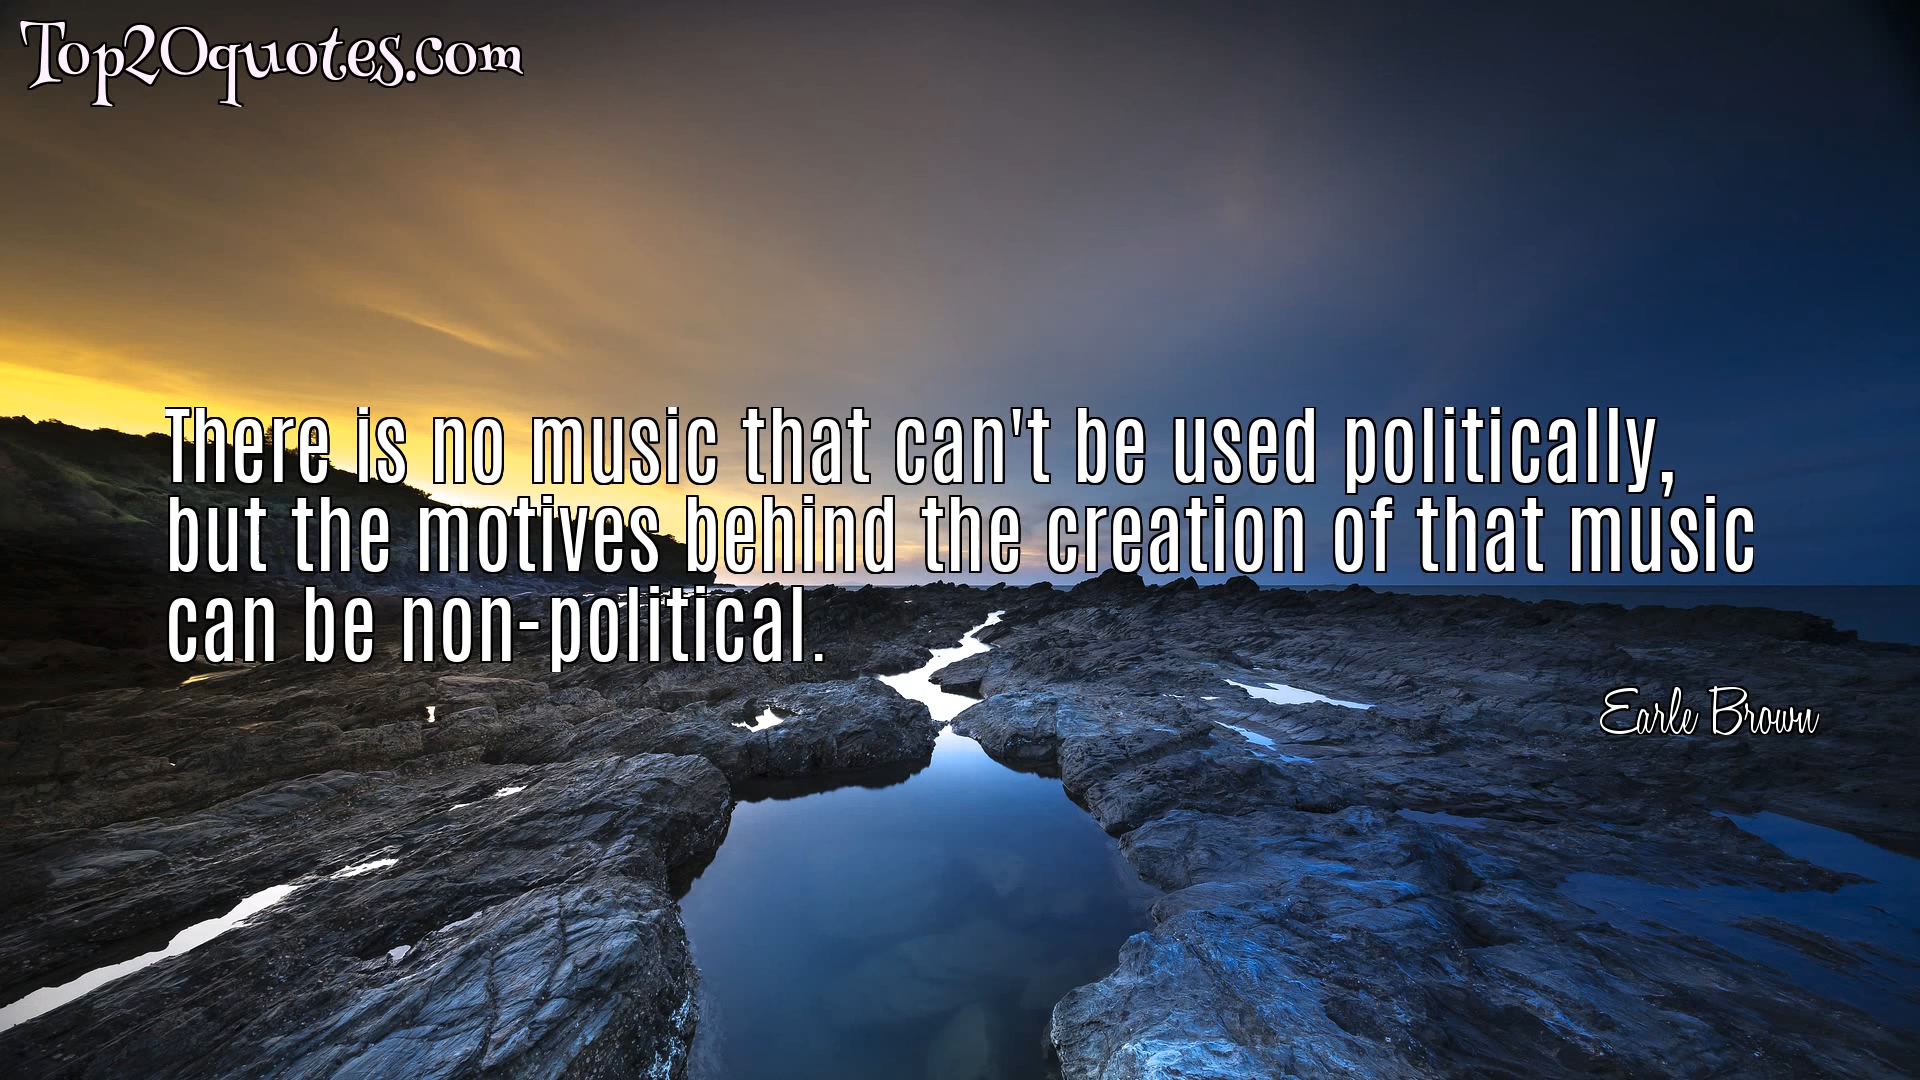 Top20quotes.com
There is no music that can't be used politically,
but the motives behind the creation of that music
can be non-political.
Earle Brown